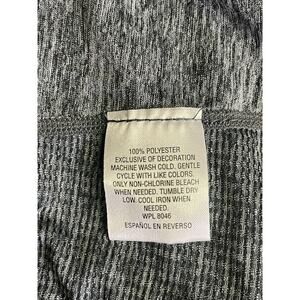 100% POLYESTER
EXCLUSIVE OF DECORATION
MACHINE WASH COLD. GENTLE
CYCLE WITH LIKE COLORS.
ONLY NON-CHLORINE BLEACH
WHEN NEEDED. TUMBLE DRY
LOW. COOL IRON WHEN
NEEDED.
WPL 8046
ESPAÑOL EN REVERSO